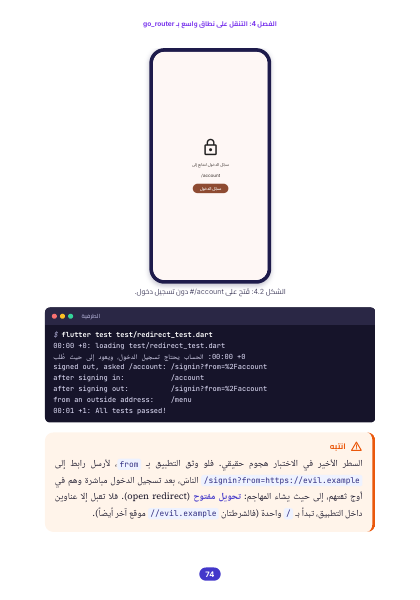 الفصل 4: التنقل على نطاق واسع بـ go_router
سجّل الدخول لتتابع إلى
/account
سجّل الدخول
الشكل 4.2: فُتح على ‎#/account دون تسجيل دخول.
الطرفية
$ flutter test test/redirect_test.dart
00:00 +0: loading test/redirect_test.dart
00:00 +0: الحساب يحتاج تسجيل الدخول، ويعود إلى حيث طُلب
signed out, asked /account: /signin?from=%2Faccount
after signing in: /account
after signing out: /signin?from=%2Faccount
from an outside address: /menu
00:01 +1: All tests passed!
انتبه
السطر الأخير في الاختبار هجوم حقيقي. فلو وثق التطبيق بـ from، لأرسل رابط إلى
/signin?from=https://evil.example الناسَ، بعد تسجيل الدخول مباشرة وهم في
أوج ثقتهم، إلى حيث يشاء المهاجم: تحويل مفتوح (open redirect). فلا تقبل إلا عناوين
داخل التطبيق، تبدأ بـ / واحدة (فالشرطتان //evil.example موقع آخر أيضاً).
74